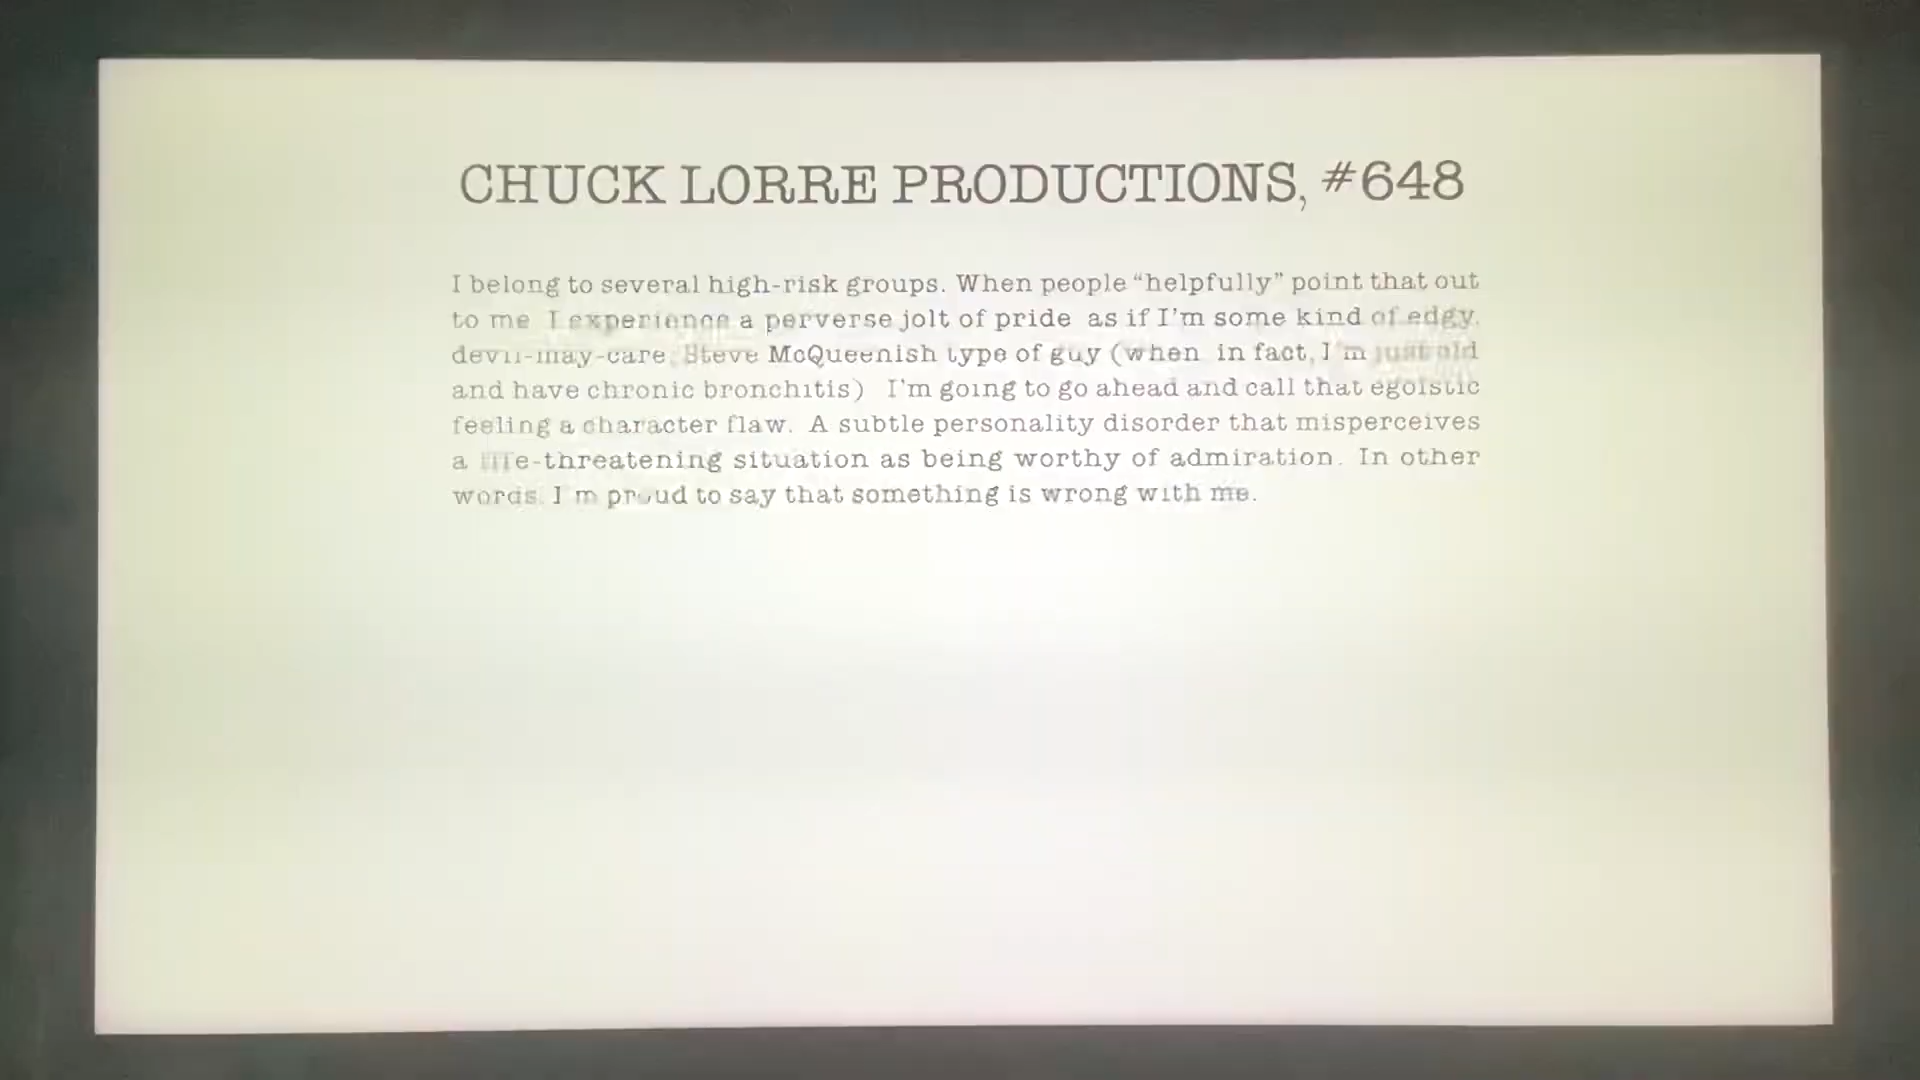 CHUCK LORRE PRODUCTIONS, #648
I belong to several high-risk groups. When people “helpfully” point that out
to me I experience a perverse jolt of pride as if I’m some kind of edgy,
devil-may-care, Steve McQueenish type of guy (when in fact, I’m just old
and have chronic bronchitis) I’m going to go ahead and call that egoistic
feeling a character flaw. A subtle personality disorder that misperceives
a life-threatening situation as being worthy of admiration. In other
words, I’m proud to say that something is wrong with me.